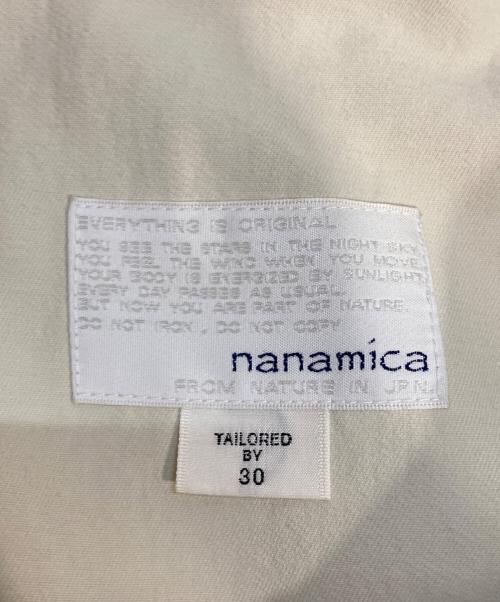 EVERYTHING IS ORIGINAL
YOU SEE THE STARS IN THE NIGHT SKY.
YOU FEEL THE WIND WHEN YOU MOVE.
YOUR BODY IS ENERGIZED BY SUNLIGHT.
EVERY DAY PASSES AS USUAL.
BUT NOW YOU ARE PART OF NATURE.
DO NOT IRON , DO NOT COPY
nanamica
FROM NATURE IN JPN.
TAILORED
BY
30